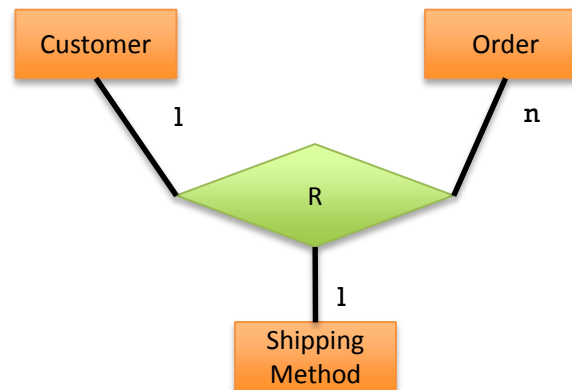 Customer
Order
1
n
R
1
Shipping
Method